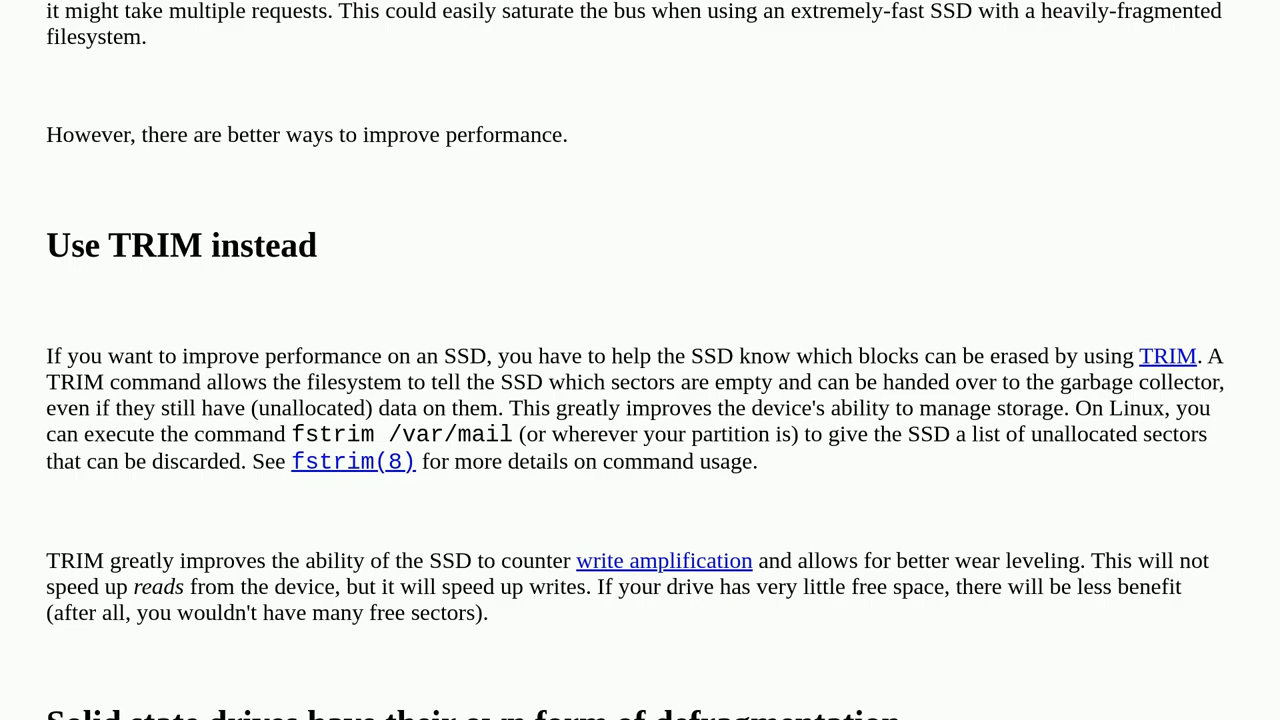 it might take multiple requests. This could easily saturate the bus when using an extremely-fast SSD with a heavily-fragmented
filesystem.
However, there are better ways to improve performance.
Use TRIM instead
If you want to improve performance on an SSD, you have to help the SSD know which blocks can be erased by using TRIM. A
TRIM command allows the filesystem to tell the SSD which sectors are empty and can be handed over to the garbage collector,
even if they still have (unallocated) data on them. This greatly improves the device's ability to manage storage. On Linux, you
can execute the command fstrim /var/mail (or wherever your partition is) to give the SSD a list of unallocated sectors
that can be discarded. See fstrim(8) for more details on command usage.
TRIM greatly improves the ability of the SSD to counter write amplification and allows for better wear leveling. This will not
speed up reads from the device, but it will speed up writes. If your drive has very little free space, there will be less benefit
(after all, you wouldn't have many free sectors).
Solid state drives have their own form of defragmentation